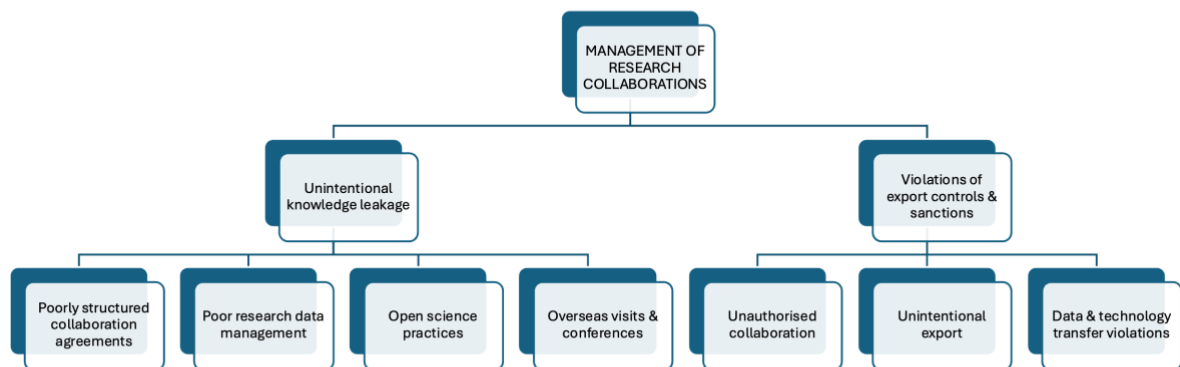 MANAGEMENT OF
RESEARCH
COLLABORATIONS
Unintentional
knowledge leakage
Violations of
export controls &
sanctions
Poorly structured
collaboration
agreements
Poor research data
management
Open science
practices
Overseas visits &
conferences
Unauthorised
collaboration
Unintentional
export
Data & technology
transfer violations